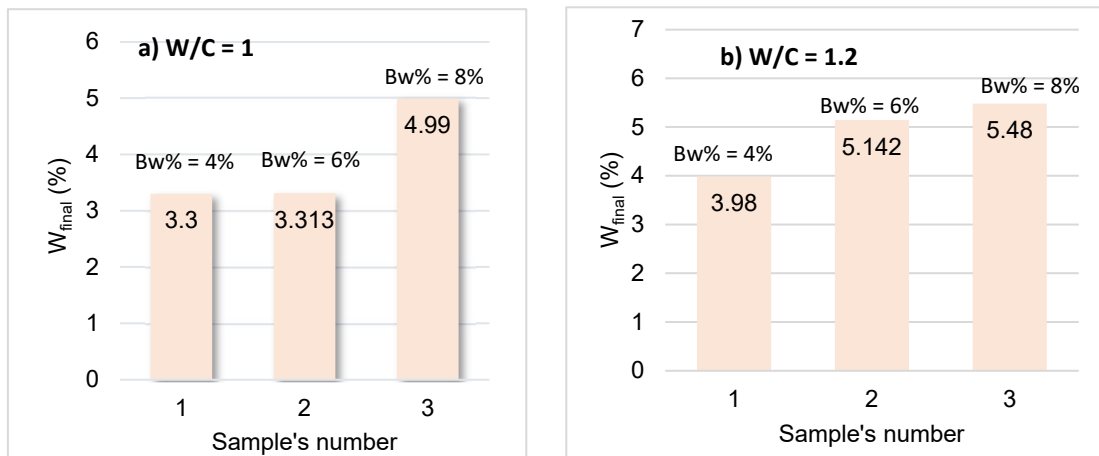 a) W/C = 1
6
5
4
3
2
1
0
W_final (%)
Bw% = 4%
Bw% = 6%
Bw% = 8%
3.3
3.313
4.99
1 2 3
Sample's number
b) W/C = 1.2
7
6
5
4
3
2
1
0
W_final (%)
Bw% = 4%
Bw% = 6%
Bw% = 8%
3.98
5.142
5.48
1 2 3
Sample's number